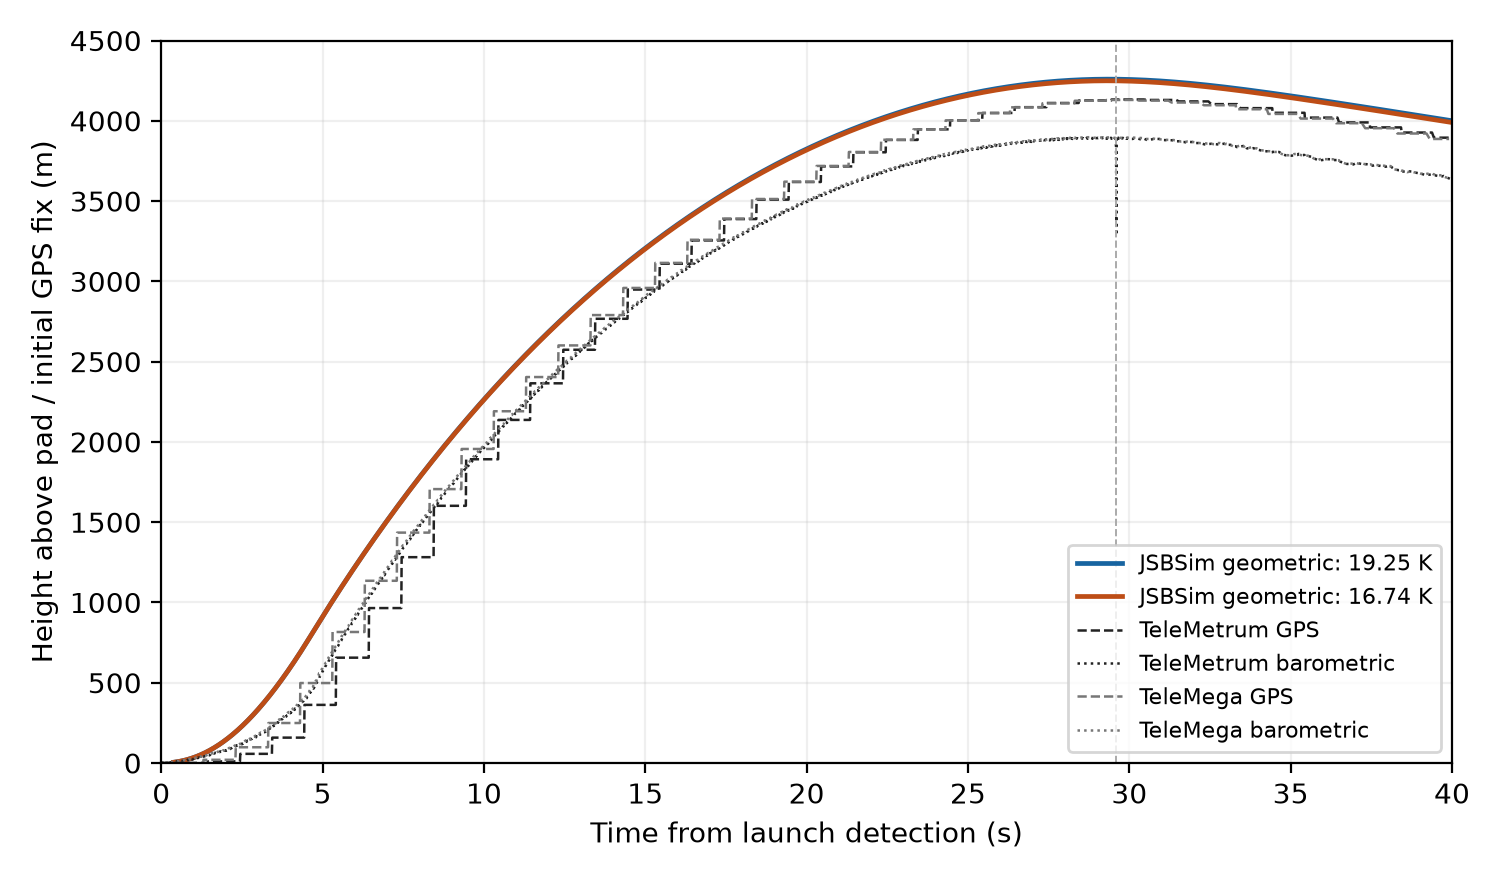 4500
4000
3500
3000
2500
2000
1500
1000
500
0
Height above pad / initial GPS fix (m)
0 5 10 15 20 25 30 35 40
Time from launch detection (s)
JSBSim geometric: 19.25 K
JSBSim geometric: 16.74 K
TeleMetrum GPS
TeleMetrum barometric
TeleMega GPS
TeleMega barometric